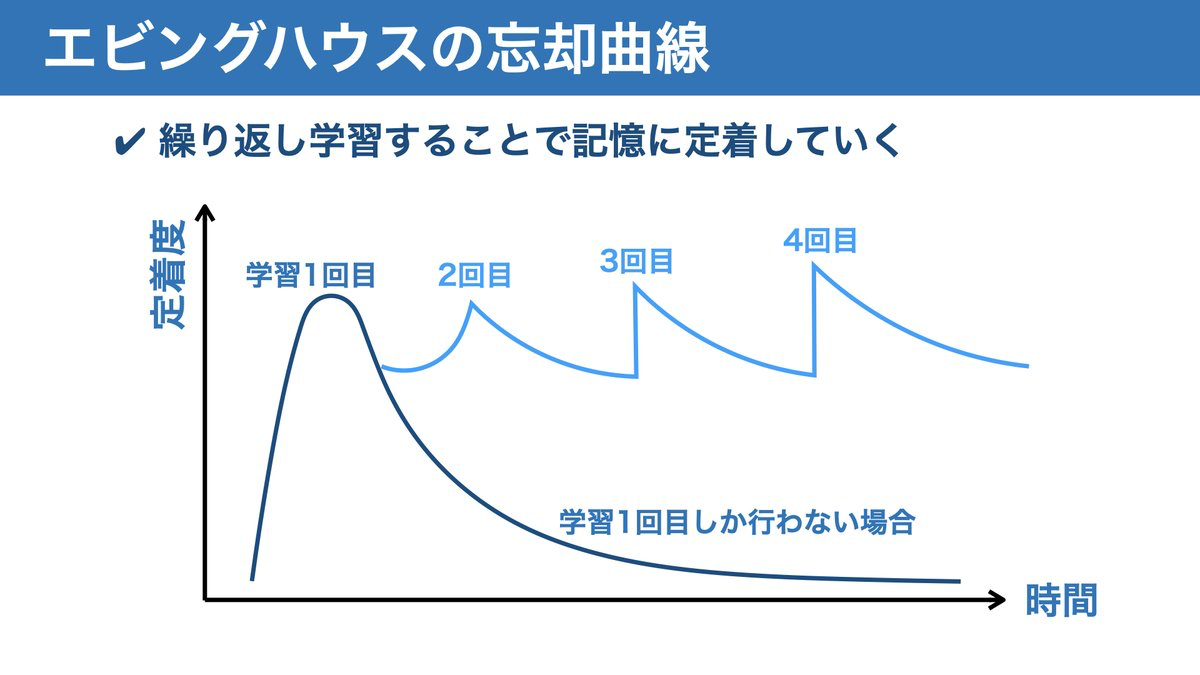 エビングハウスの忘却曲線
✔ 繰り返し学習することで記憶に定着していく
定着度
学習1回目
2回目
3回目
4回目
学習1回目しか行わない場合
時間